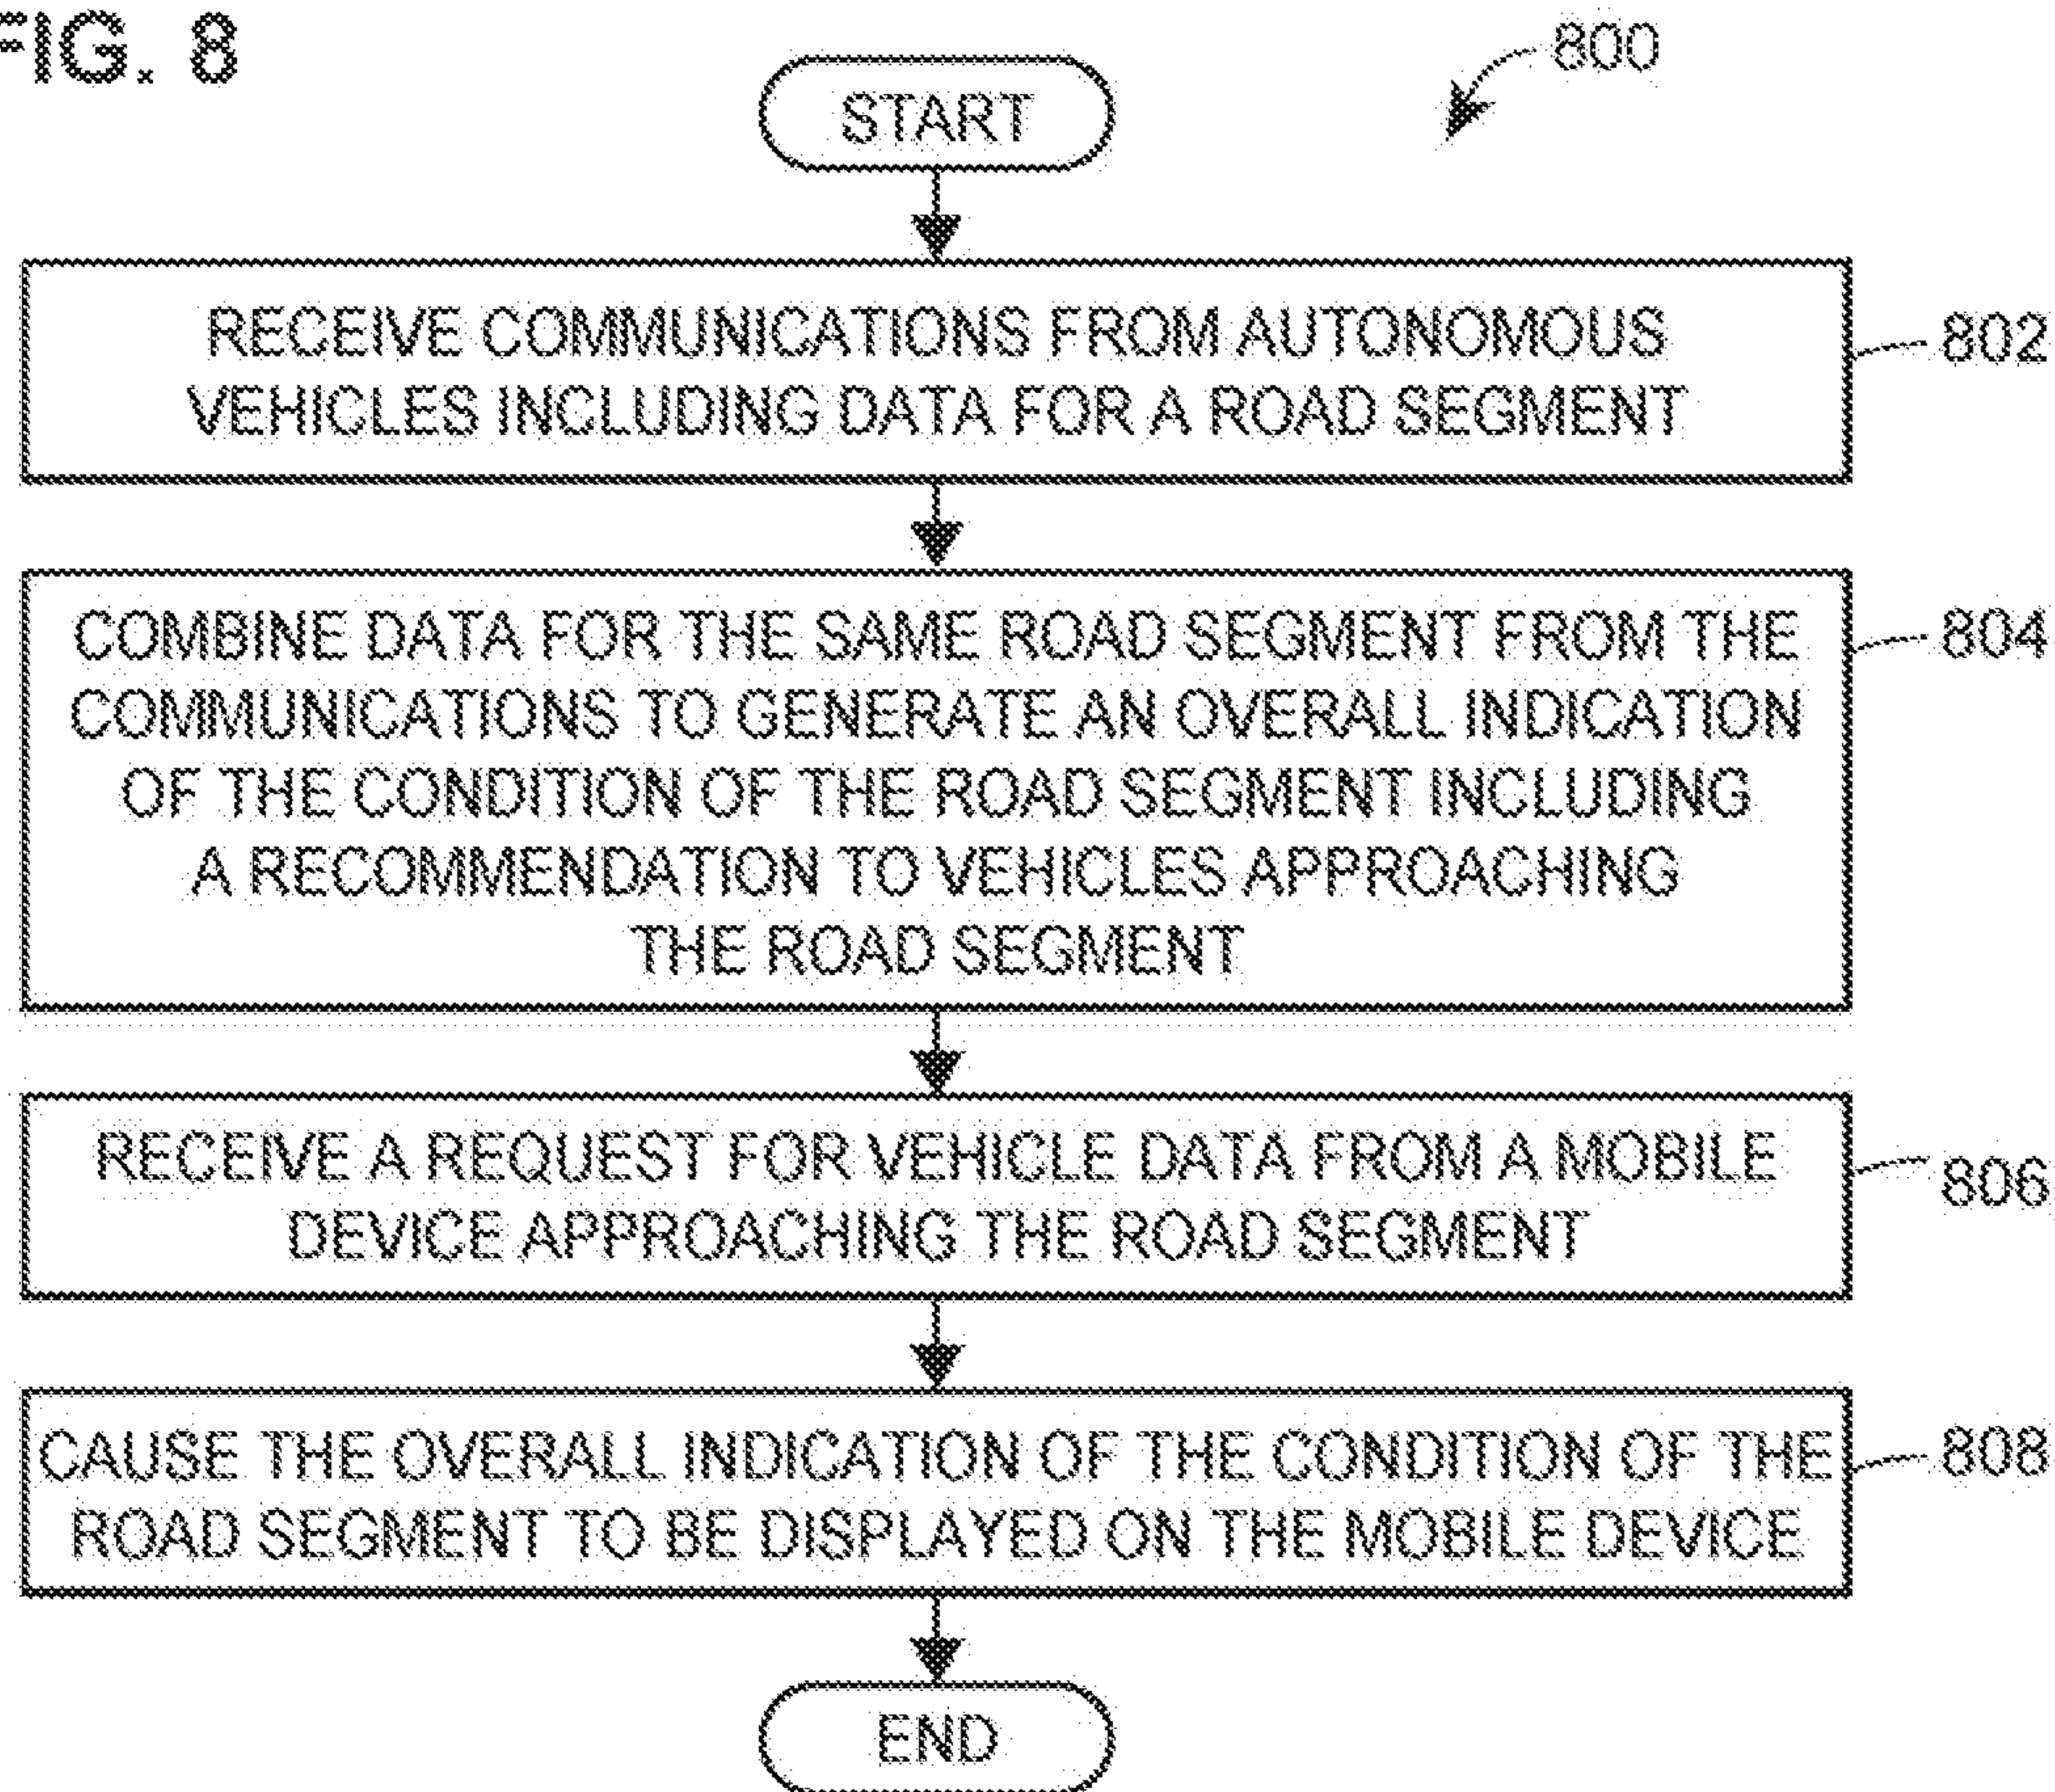 FIG. 8
800
START
RECEIVE COMMUNICATIONS FROM AUTONOMOUS
VEHICLES INCLUDING DATA FOR A ROAD SEGMENT
802
COMBINE DATA FOR THE SAME ROAD SEGMENT FROM THE
COMMUNICATIONS TO GENERATE AN OVERALL INDICATION
OF THE CONDITION OF THE ROAD SEGMENT INCLUDING
A RECOMMENDATION TO VEHICLES APPROACHING
THE ROAD SEGMENT
804
RECEIVE A REQUEST FOR VEHICLE DATA FROM A MOBILE
DEVICE APPROACHING THE ROAD SEGMENT
806
CAUSE THE OVERALL INDICATION OF THE CONDITION OF THE
ROAD SEGMENT TO BE DISPLAYED ON THE MOBILE DEVICE
808
END